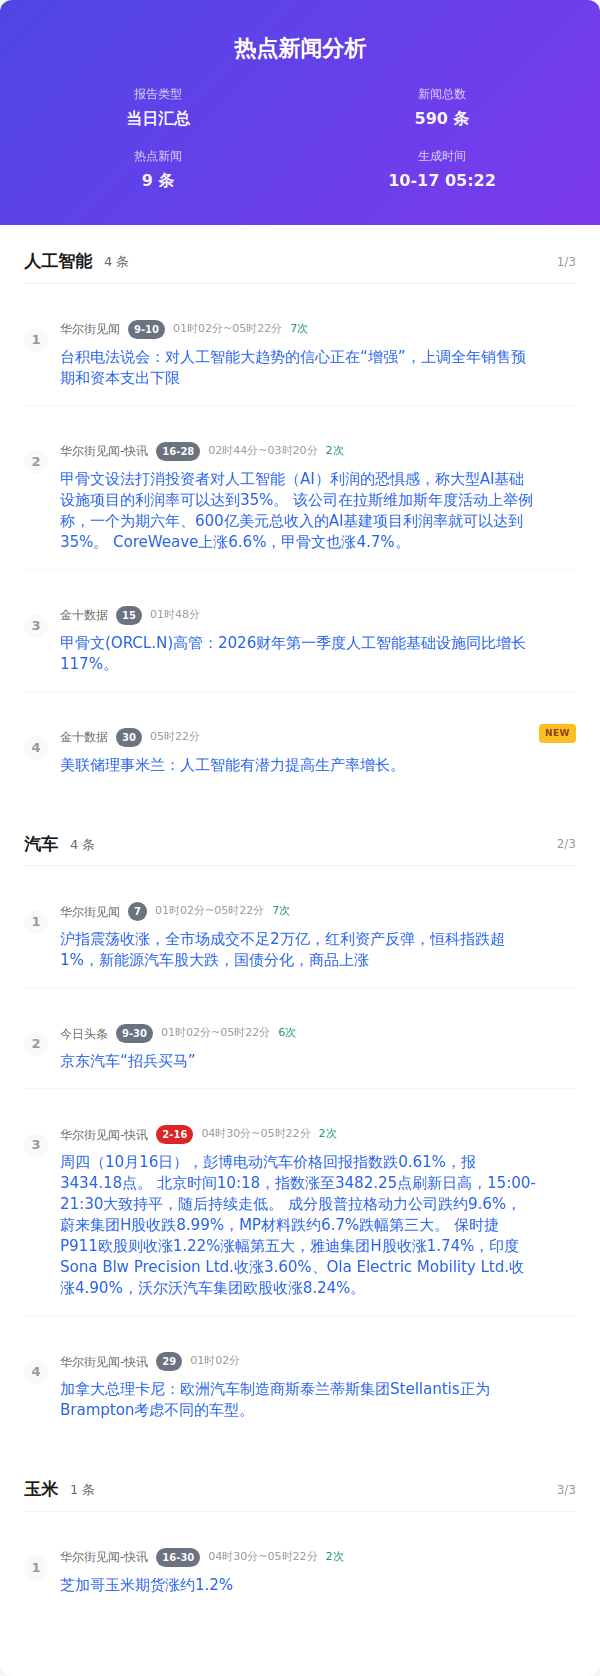 热点新闻分析
报告类型
新闻总数
当日汇总
590 条
热点新闻
生成时间
9 条
10-17 05:22
人工智能 4 条 1/3
1
华尔街见闻 9-10 01时02分~05时22分 7次
台积电法说会：对人工智能大趋势的信心正在“增强”，上调全年销售预
期和资本支出下限
2
华尔街见闻-快讯 16-28 02时44分~03时20分 2次
甲骨文设法打消投资者对人工智能（AI）利润的恐惧感，称大型AI基础
设施项目的利润率可以达到35%。 该公司在拉斯维加斯年度活动上举例
称，一个为期六年、600亿美元总收入的AI基建项目利润率就可以达到
35%。 CoreWeave上涨6.6%，甲骨文也涨4.7%。
3
金十数据 15 01时48分
甲骨文(ORCL.N)高管：2026财年第一季度人工智能基础设施同比增长
117%。
4
金十数据 30 05时22分
NEW
美联储理事米兰：人工智能有潜力提高生产率增长。
汽车 4 条 2/3
1
华尔街见闻 7 01时02分~05时22分 7次
沪指震荡收涨，全市场成交不足2万亿，红利资产反弹，恒科指跌超
1%，新能源汽车股大跌，国债分化，商品上涨
2
今日头条 9-30 01时02分~05时22分 6次
京东汽车“招兵买马”
3
华尔街见闻-快讯 2-16 04时30分~05时22分 2次
周四（10月16日），彭博电动汽车价格回报指数跌0.61%，报
3434.18点。 北京时间10:18，指数涨至3482.25点刷新日高，15:00-
21:30大致持平，随后持续走低。 成分股普拉格动力公司跌约9.6%，
蔚来集团H股收跌8.99%，MP材料跌约6.7%跌幅第三大。 保时捷
P911欧股则收涨1.22%涨幅第五大，雅迪集团H股收涨1.74%，印度
Sona Blw Precision Ltd.收涨3.60%、Ola Electric Mobility Ltd.收
涨4.90%，沃尔沃汽车集团欧股收涨8.24%。
4
华尔街见闻-快讯 29 01时02分
加拿大总理卡尼：欧洲汽车制造商斯泰兰蒂斯集团Stellantis正为
Brampton考虑不同的车型。
玉米 1 条 3/3
1
华尔街见闻-快讯 16-30 04时30分~05时22分 2次
芝加哥玉米期货涨约1.2%